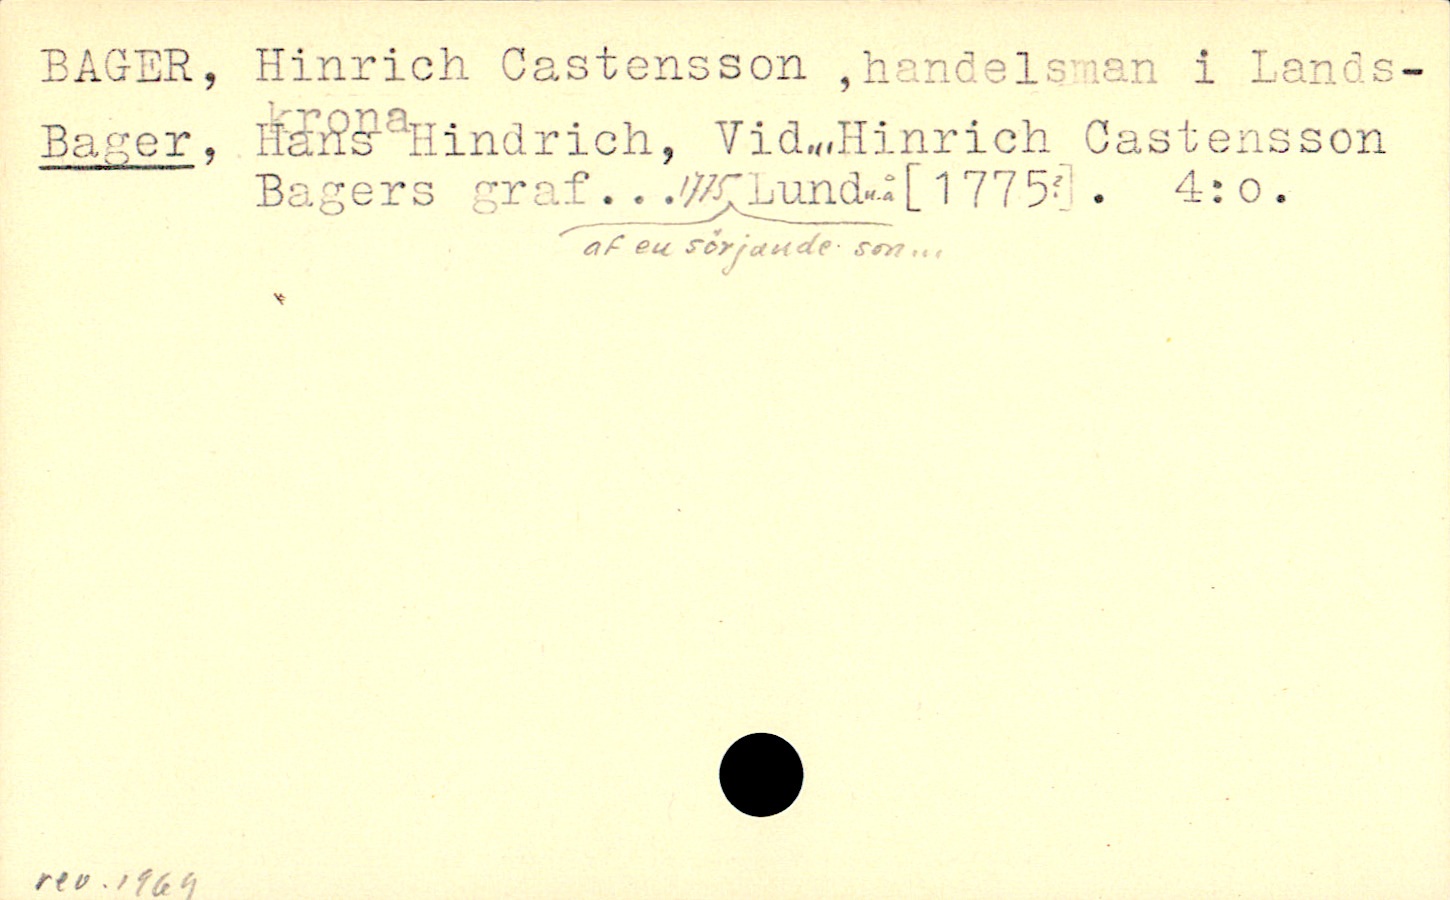 BAGER, Hinrich Castensson ,handelsman i Lands-
krona
Bager, Hans Hindrich, Vid...Hinrich Castensson
Bagers graf...1775 Lund u.å [1775?]. 4:o.
af en sörjande son...
rev. 1969